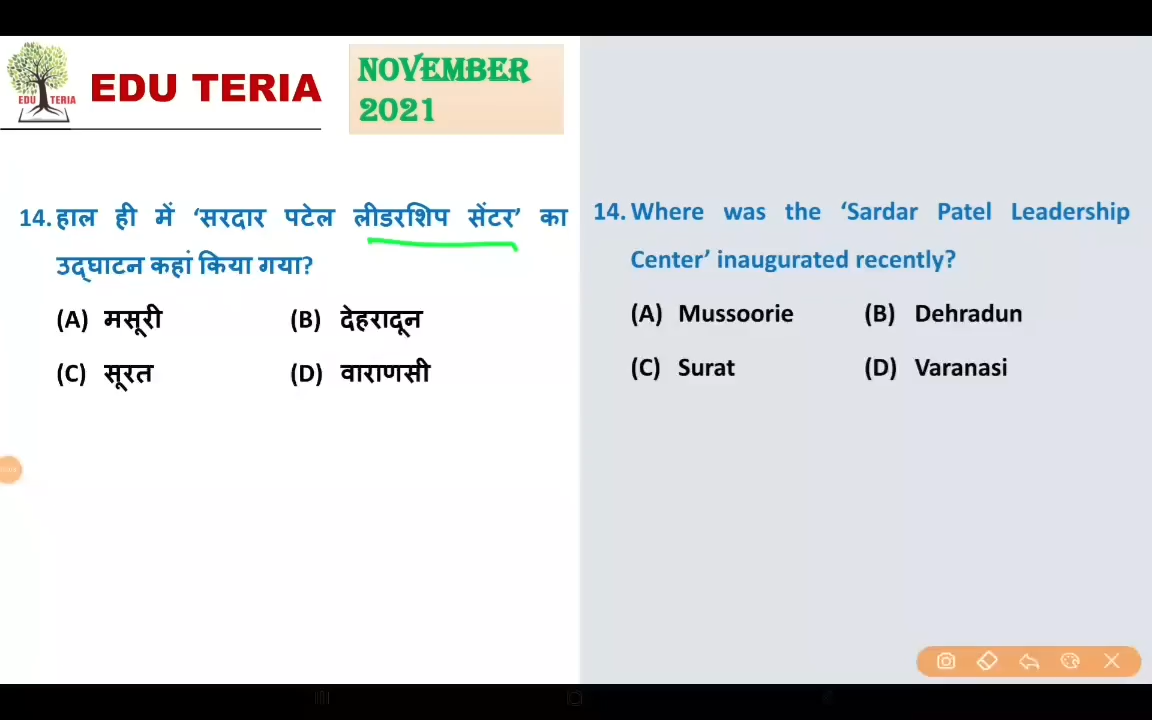 EDU TERIA
EDU TERIA
NOVEMBER
2021
14. हाल ही में ‘सरदार पटेल लीडरशिप सेंटर’ का
उद्घाटन कहां किया गया?
(A) मसूरी (B) देहरादून
(C) सूरत (D) वाराणसी
14. Where was the ‘Sardar Patel Leadership
Center’ inaugurated recently?
(A) Mussoorie (B) Dehradun
(C) Surat (D) Varanasi